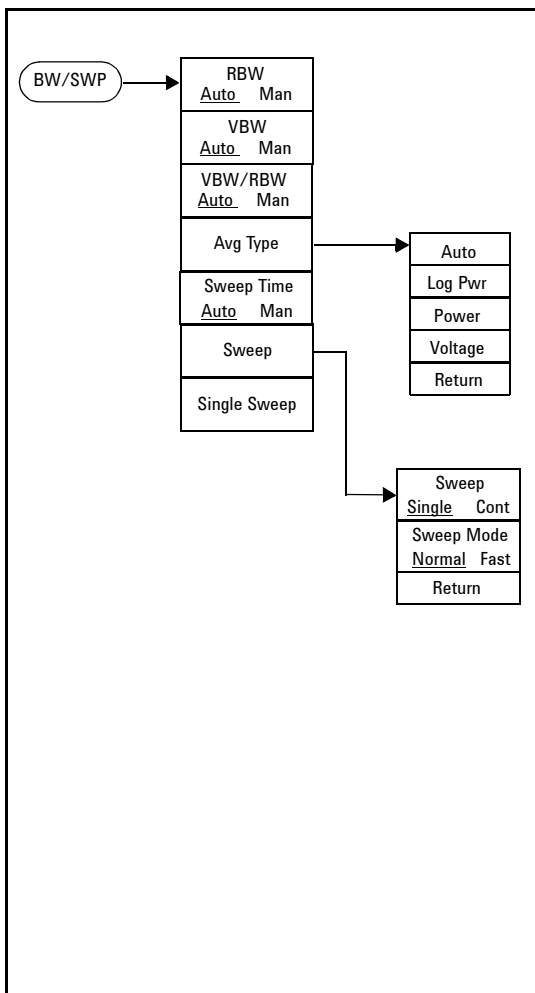 BW/SWP
RBW
Auto Man
VBW
Auto Man
VBW/RBW
Auto Man
Avg Type
Sweep Time
Auto Man
Sweep
Single Sweep
Auto
Log Pwr
Power
Voltage
Return
Sweep
Single Cont
Sweep Mode
Normal Fast
Return